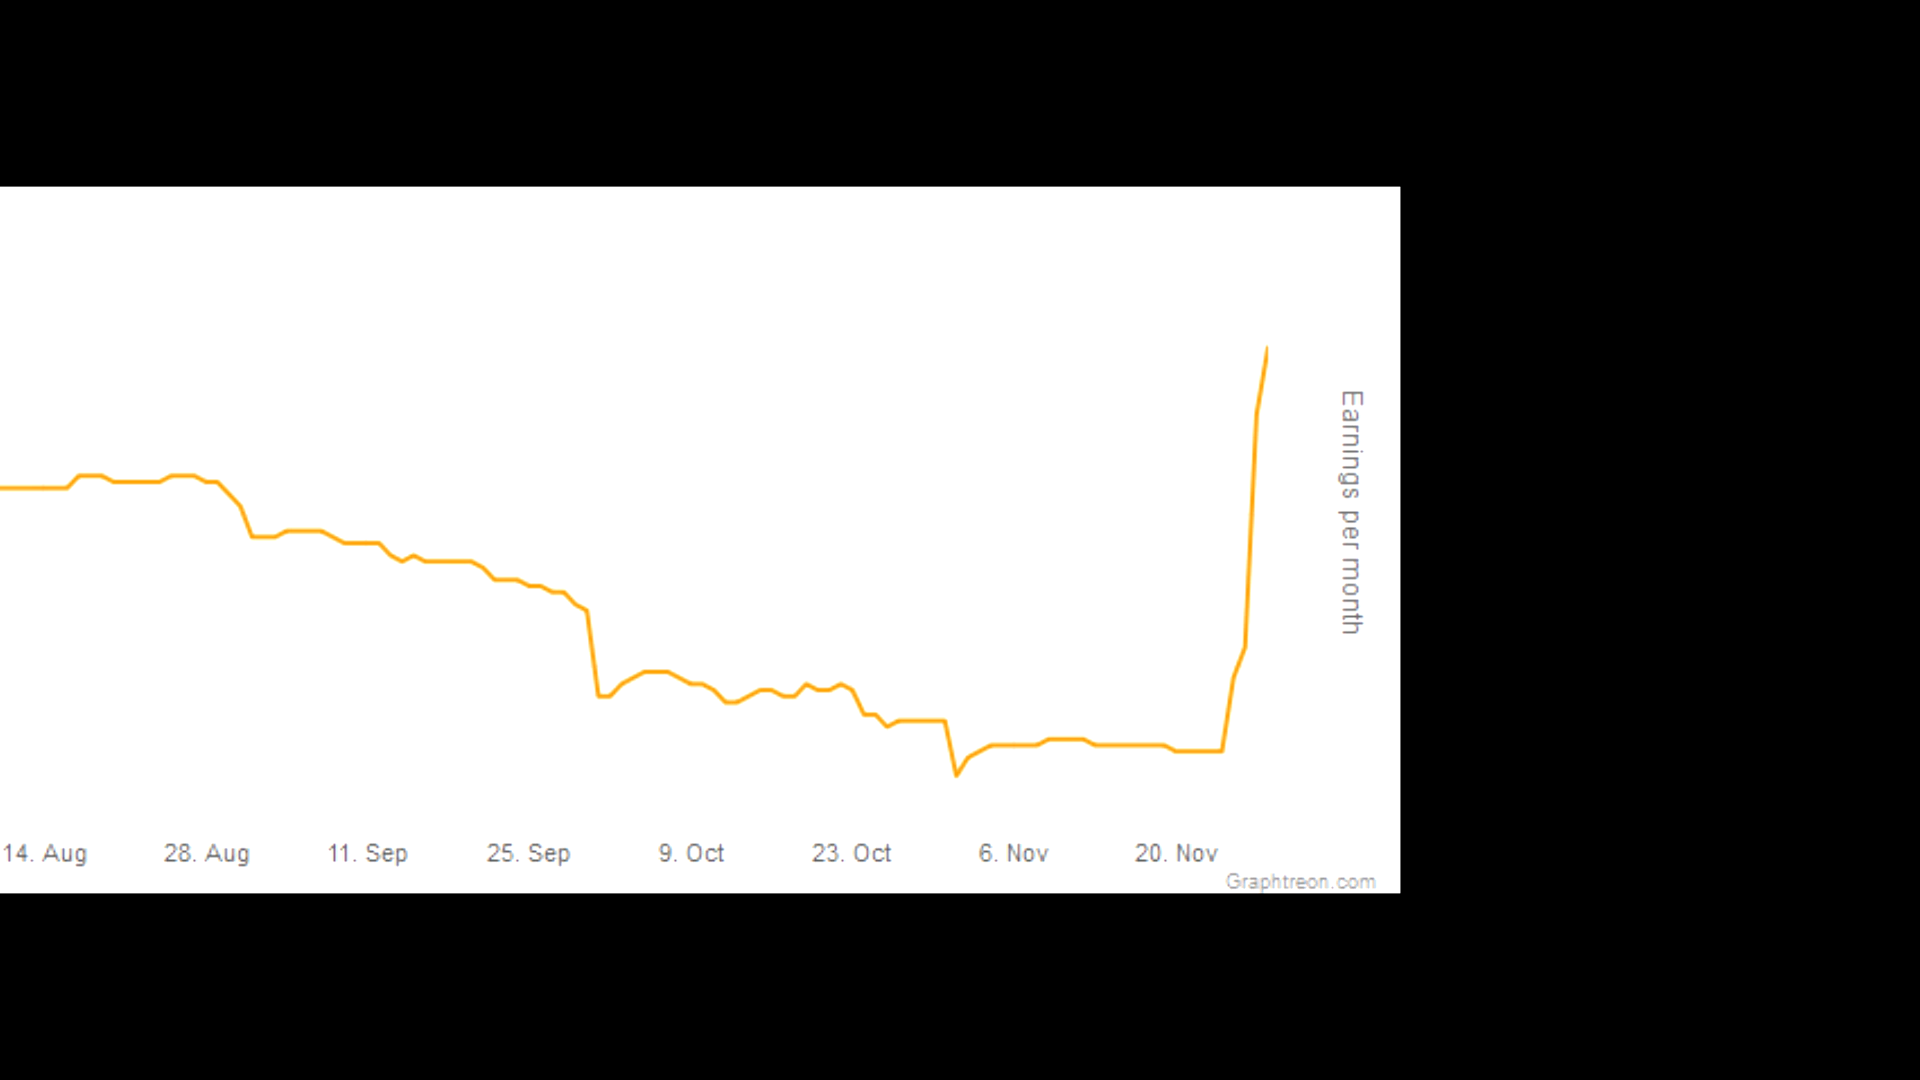 Earnings per month
14. Aug 28. Aug 11. Sep 25. Sep 9. Oct 23. Oct 6. Nov 20. Nov
Graphtreon.com